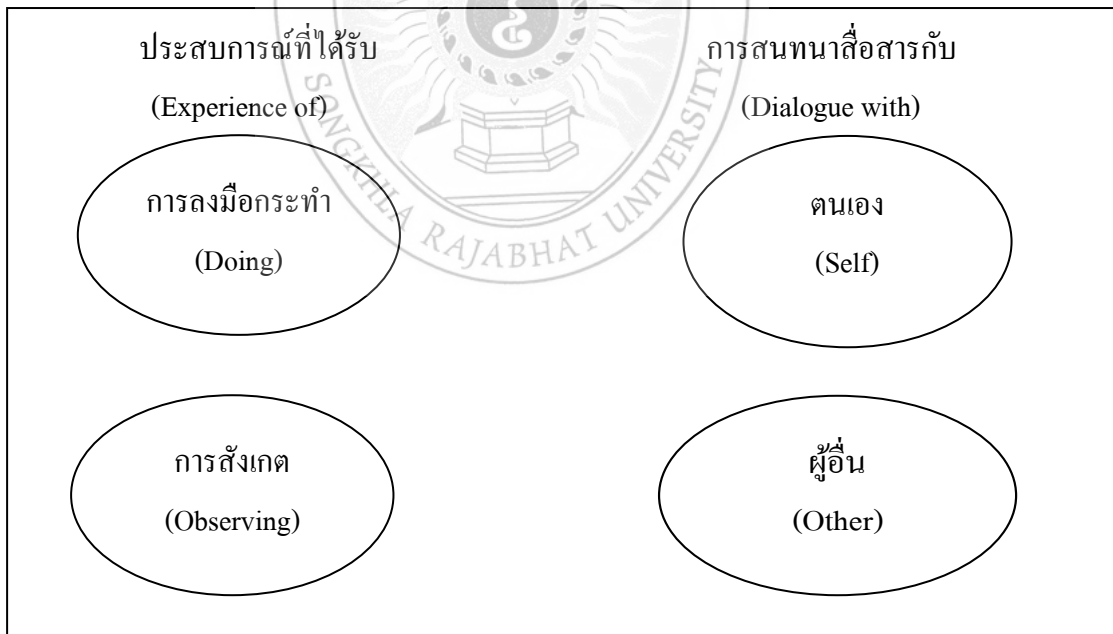 ประสบการณ์ที่ได้รับ
(Experience of)
การลงมือกระทำ
(Doing)
การสังเกต
(Observing)
การสนทนาสื่อสารกับ
(Dialogue with)
ตนเอง
(Self)
ผู้อื่น
(Other)
SONGKHLA RAJABHAT UNIVERSITY